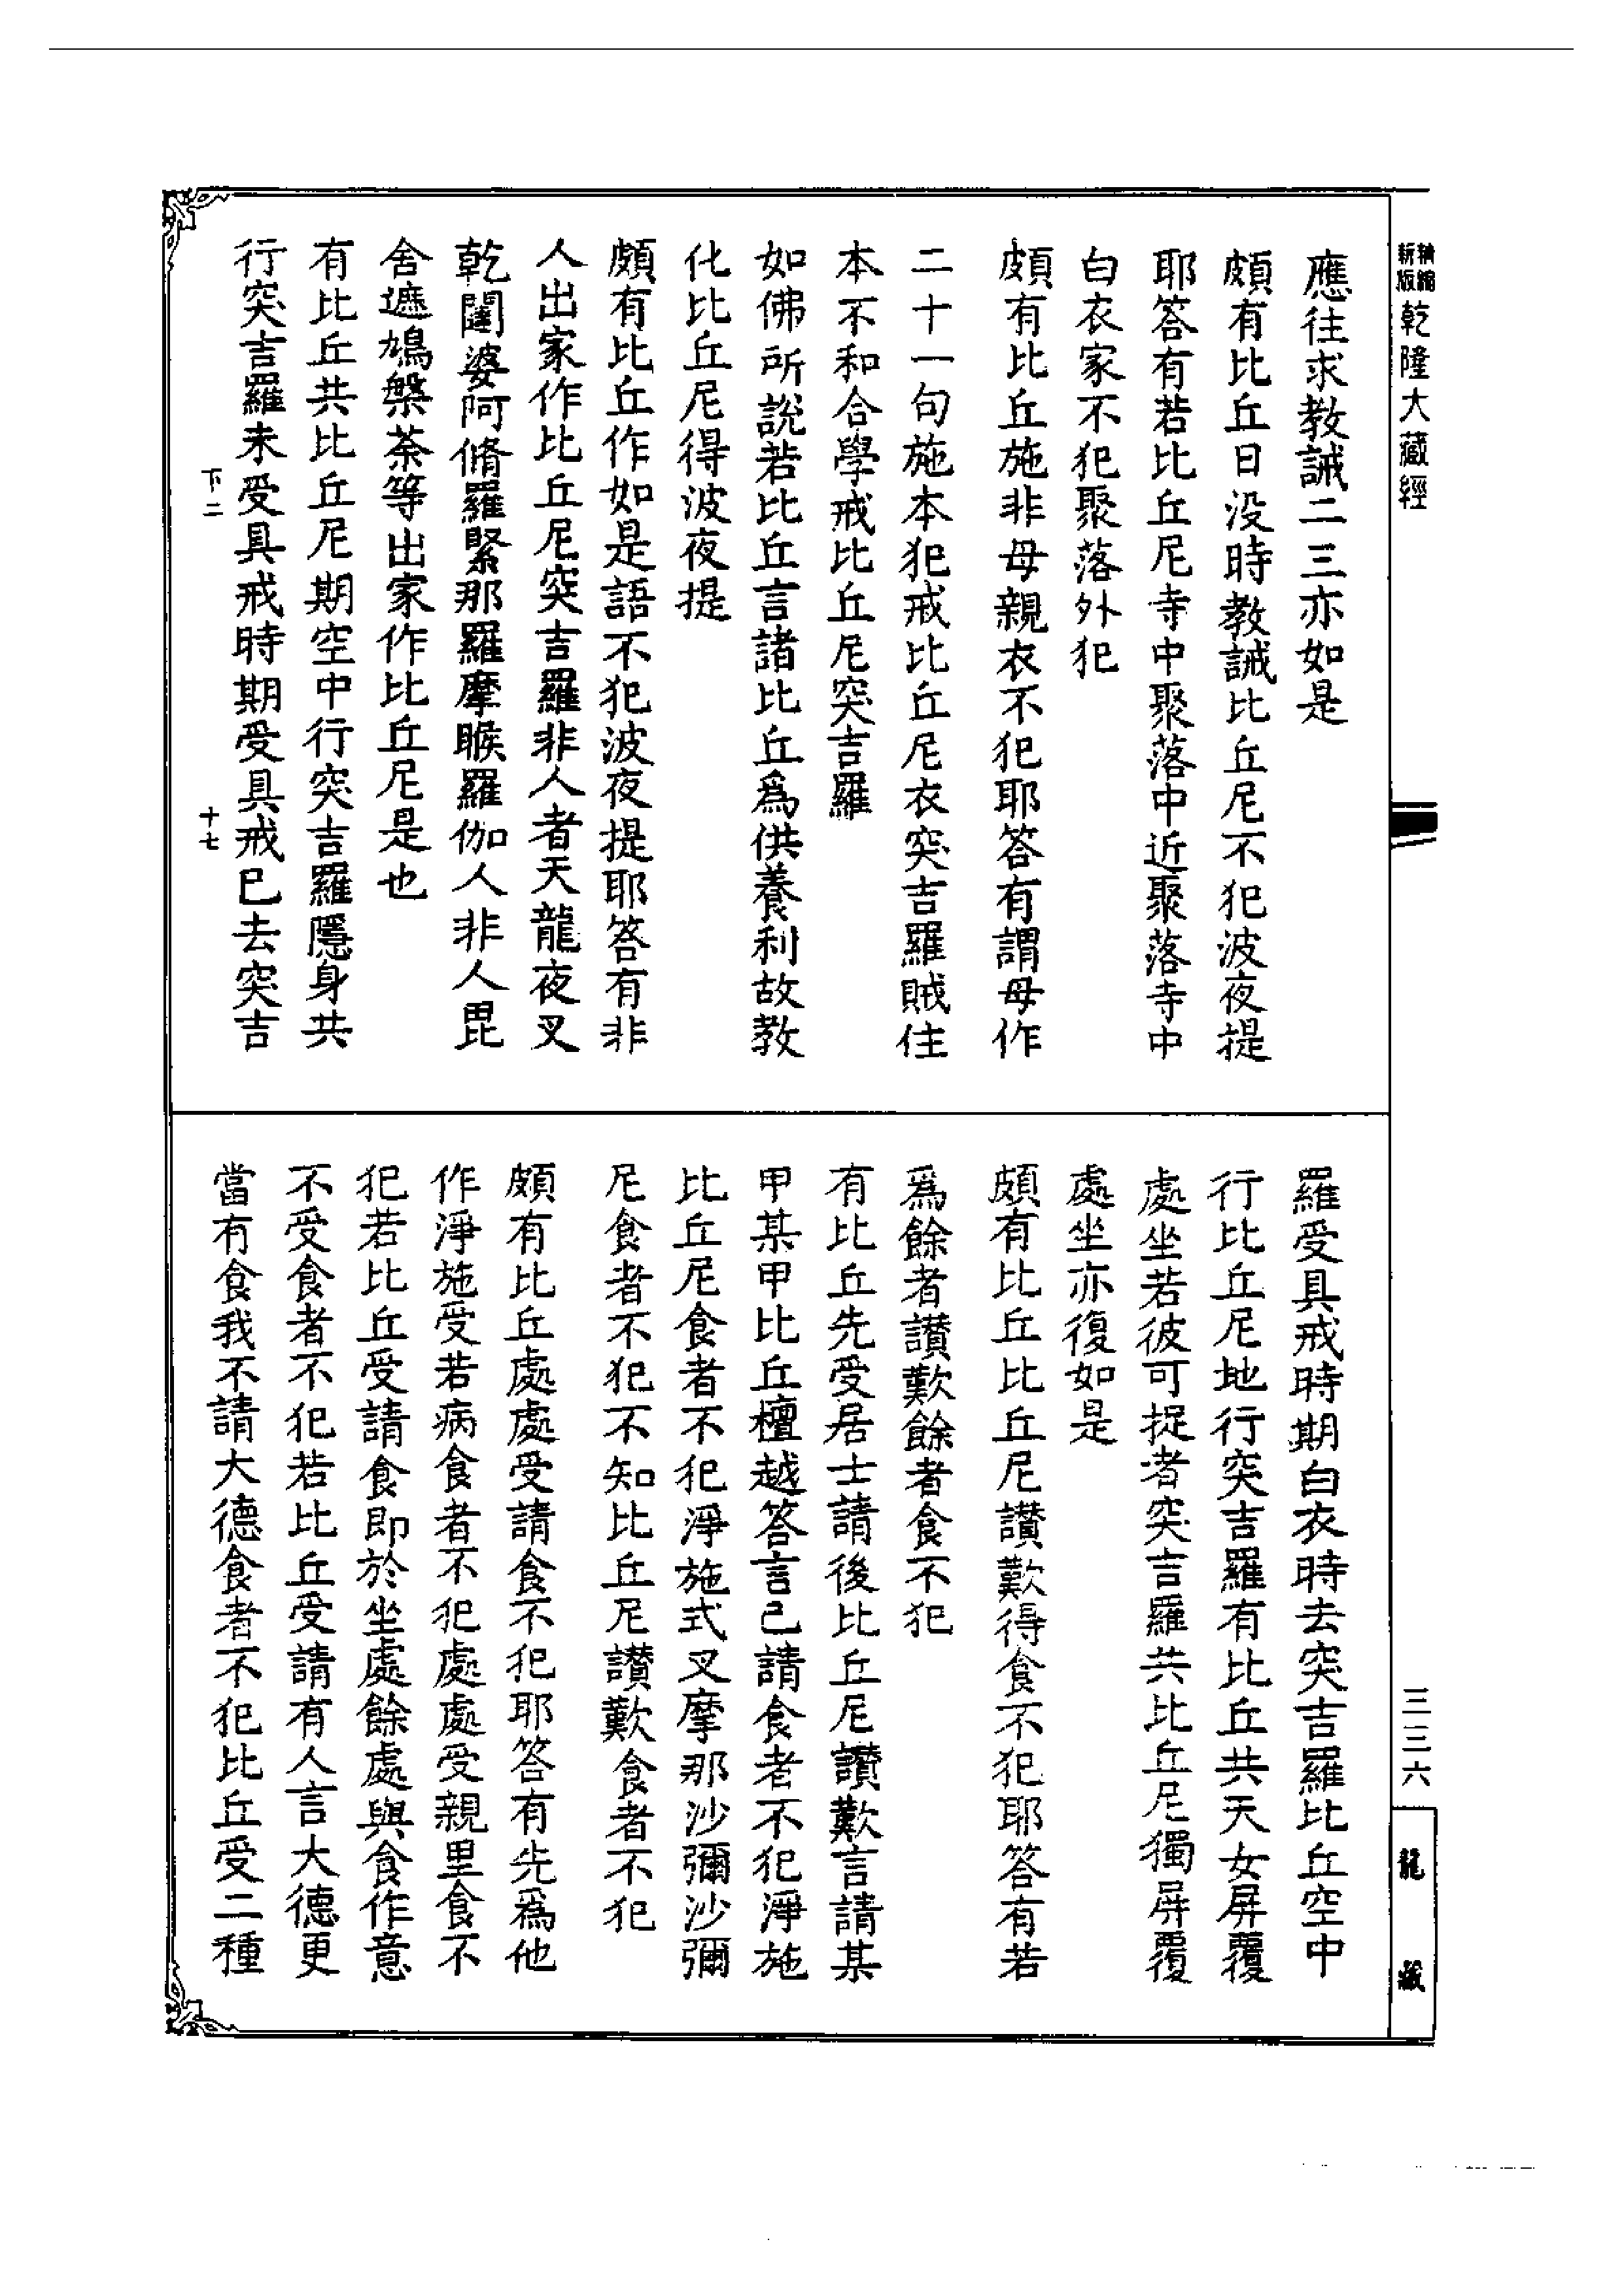 新版 精縮
乾隆大藏經
應往求教誡二三亦如是
頗有比丘日没時教誡比丘尼不犯波夜提
耶答有若比丘尼寺中聚落中近聚落寺中
白衣家不犯聚落外犯
頗有比丘施非母親衣不犯耶答有謂母作
二十一句施本犯戒比丘尼衣突吉羅賊住
本不和合學戒比丘尼突吉羅
如佛所說若比丘言諸比丘爲供養利故教
化比丘尼得波夜提
頗有比丘作如是語不犯波夜提耶答有非
人出家作比丘尼突吉羅非人者天龍夜叉
乾闥婆阿脩羅緊那羅摩睺羅伽人非人毘
舍遮鳩槃荼等出家作比丘尼是也
有比丘共比丘尼期空中行突吉羅隱身共
行突吉羅未受具戒時期受具戒巳去突吉
下二
十七
羅受具戒時期白衣時去突吉羅比丘空中
行比丘尼地行突吉羅有比丘共天女屏覆
處坐若彼可捉者突吉羅共比丘尼獨屏覆
處坐亦復如是
頗有比丘比丘尼讃歎得食不犯耶答有若
爲餘者讃歎餘者食不犯
有比丘先受居士請後比丘尼讃歎言請某
甲某甲比丘檀越答言己請食者不犯淨施
比丘尼食者不犯淨施式叉摩那沙彌沙彌
尼食者不犯不知比丘尼讃歎食者不犯
頗有比丘處處受請食不犯耶答有先爲他
作淨施受若病食者不犯處處受親里食不
犯若比丘受請食即於坐處餘處與食作意
不受食者不犯若比丘受請有人言大德更
當有食我不請大德食者不犯比丘受二種
三三六
龍藏